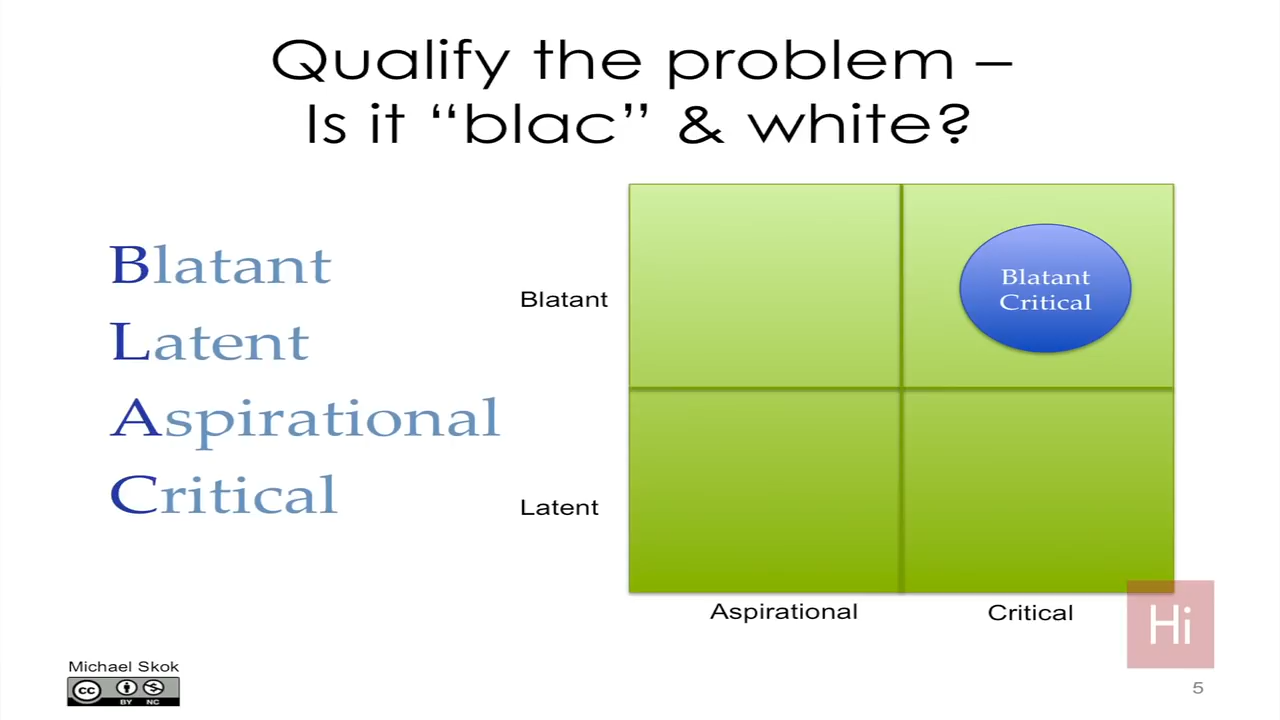 Qualify the problem –
Is it “blac” & white?
Blatant
Latent
Aspirational
Critical
Blatant
Latent
Blatant
Critical
Aspirational
Critical
Hi
Michael Skok
cc
BY NC
5